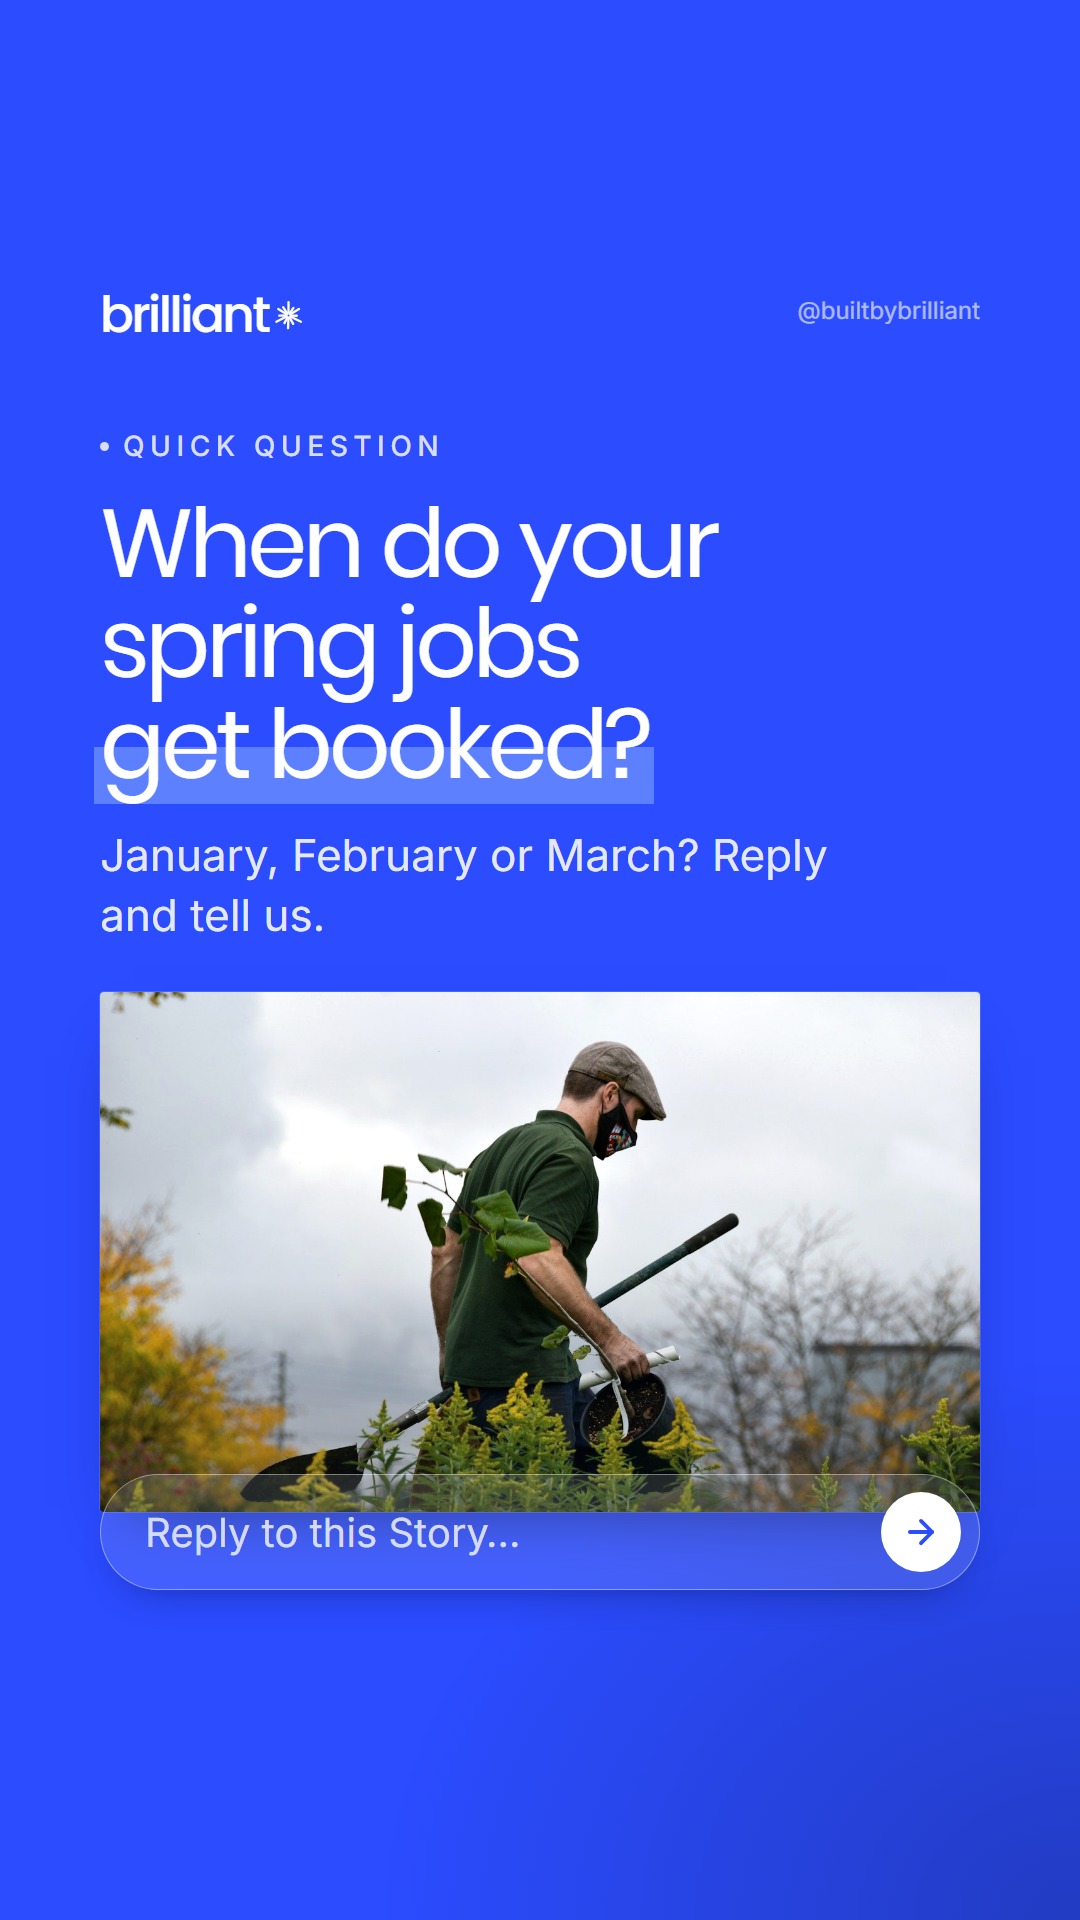 brilliant
@builtbybrilliant
• QUICK QUESTION
When do your
spring jobs
get booked?
January, February or March? Reply
and tell us.
Reply to this Story...